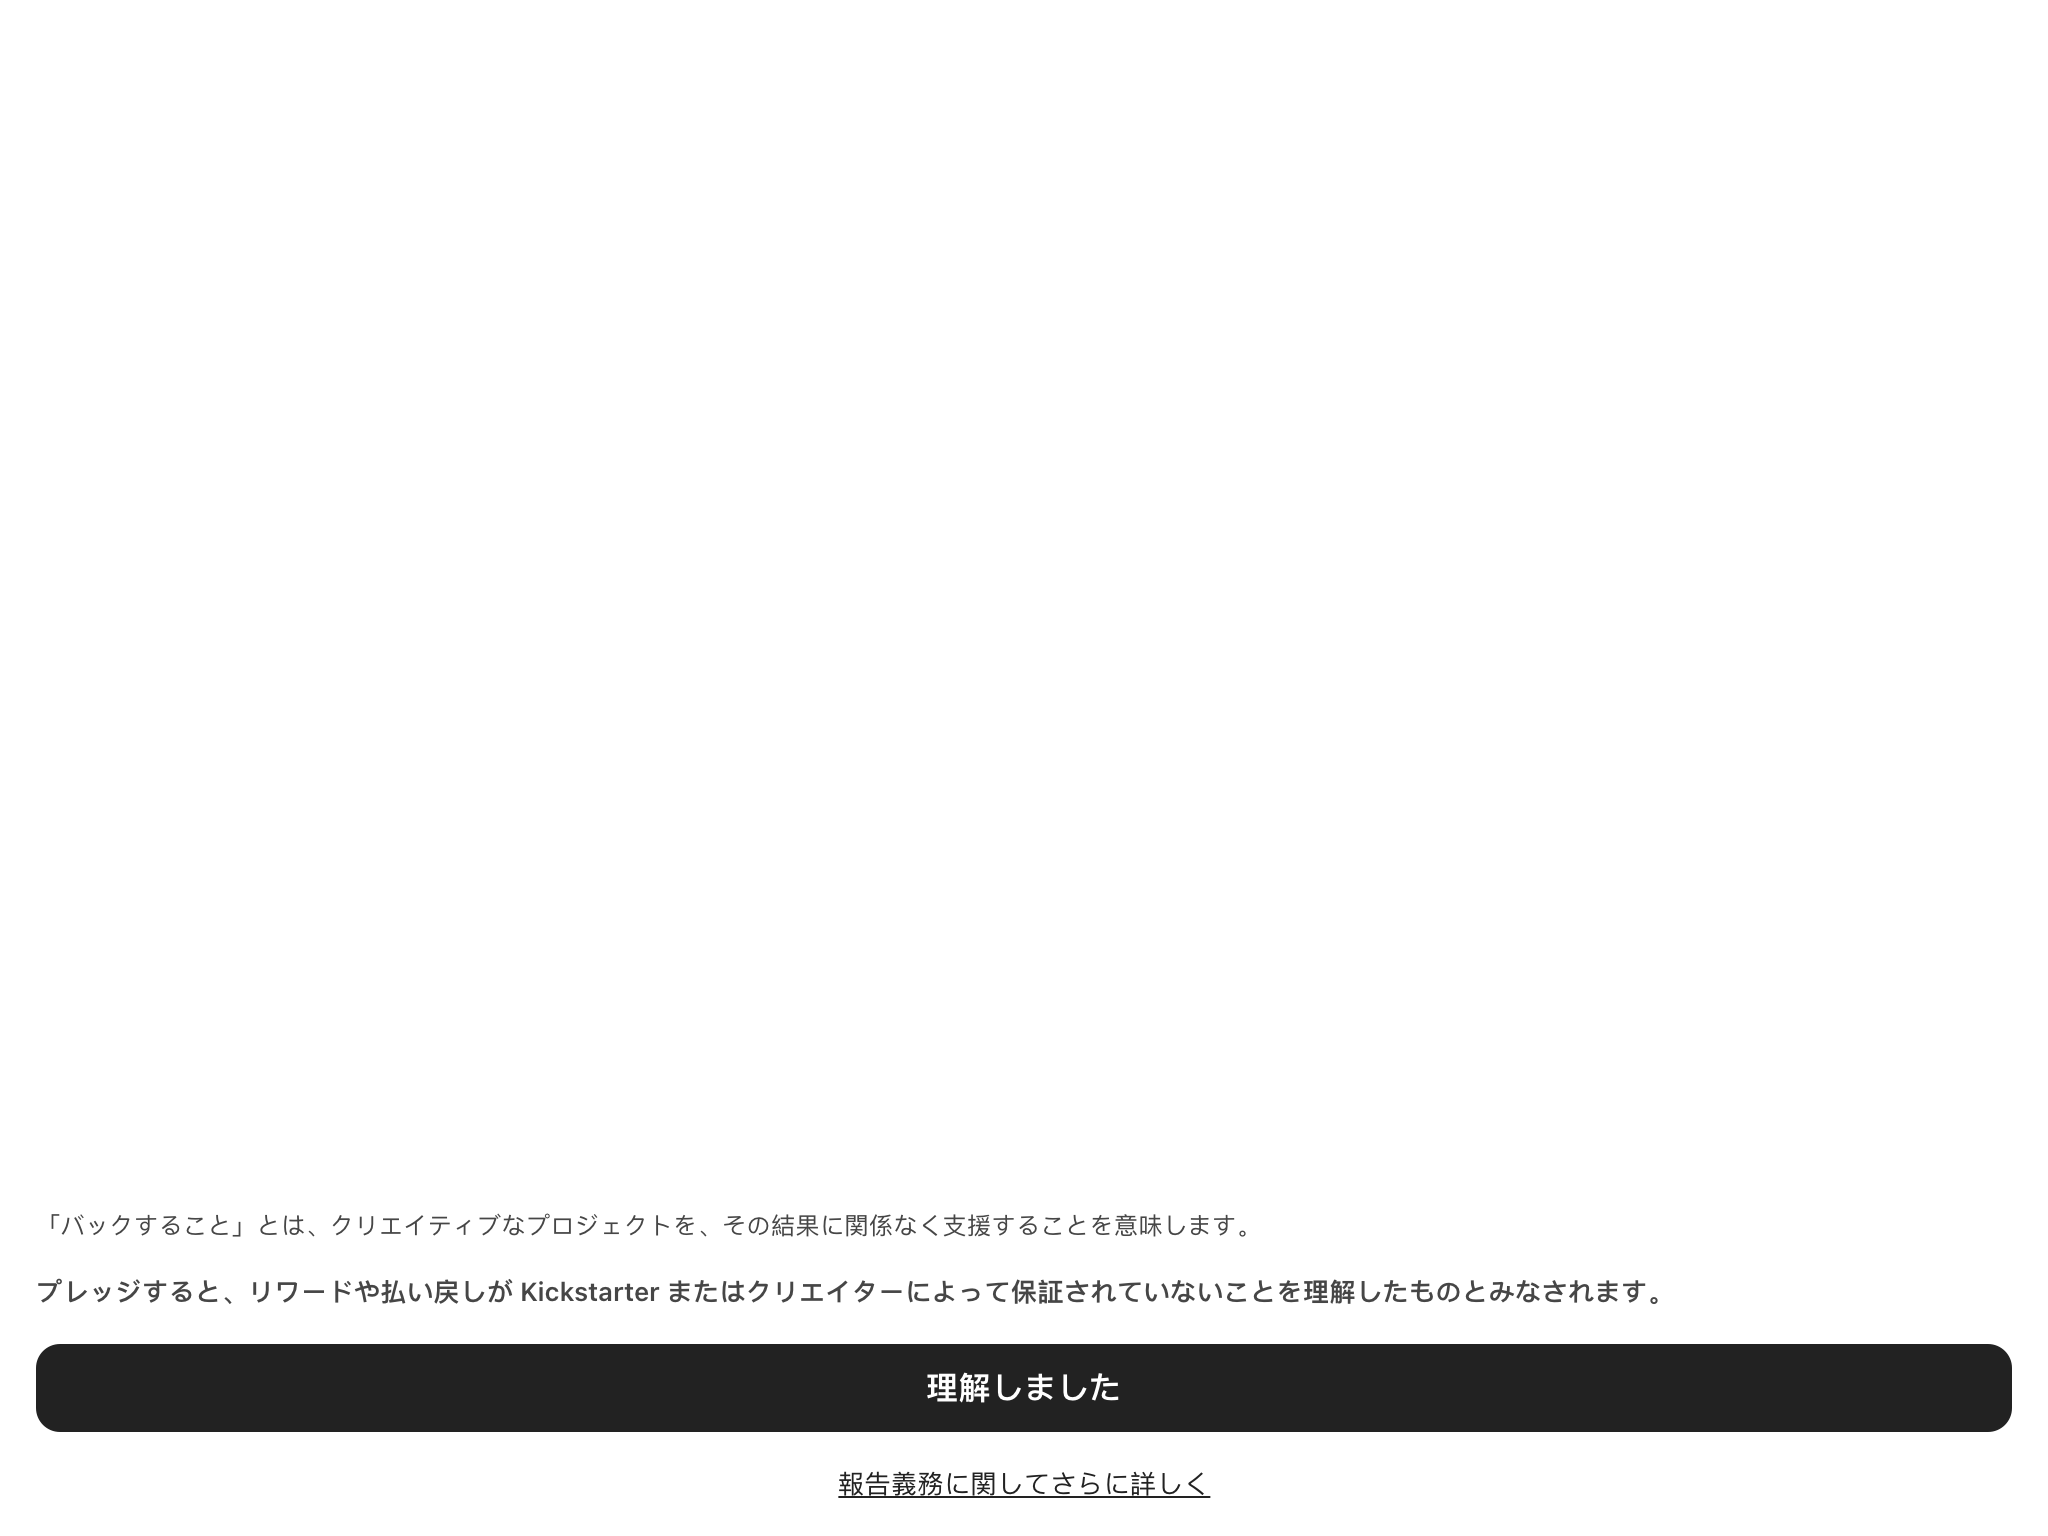 「バックすること」とは、クリエイティブなプロジェクトを、その結果に関係なく支援することを意味します。
プレッジすると、リワードや払い戻しが Kickstarter またはクリエイターによって保証されていないことを理解したものとみなされます。
理解しました
報告義務に関してさらに詳しく